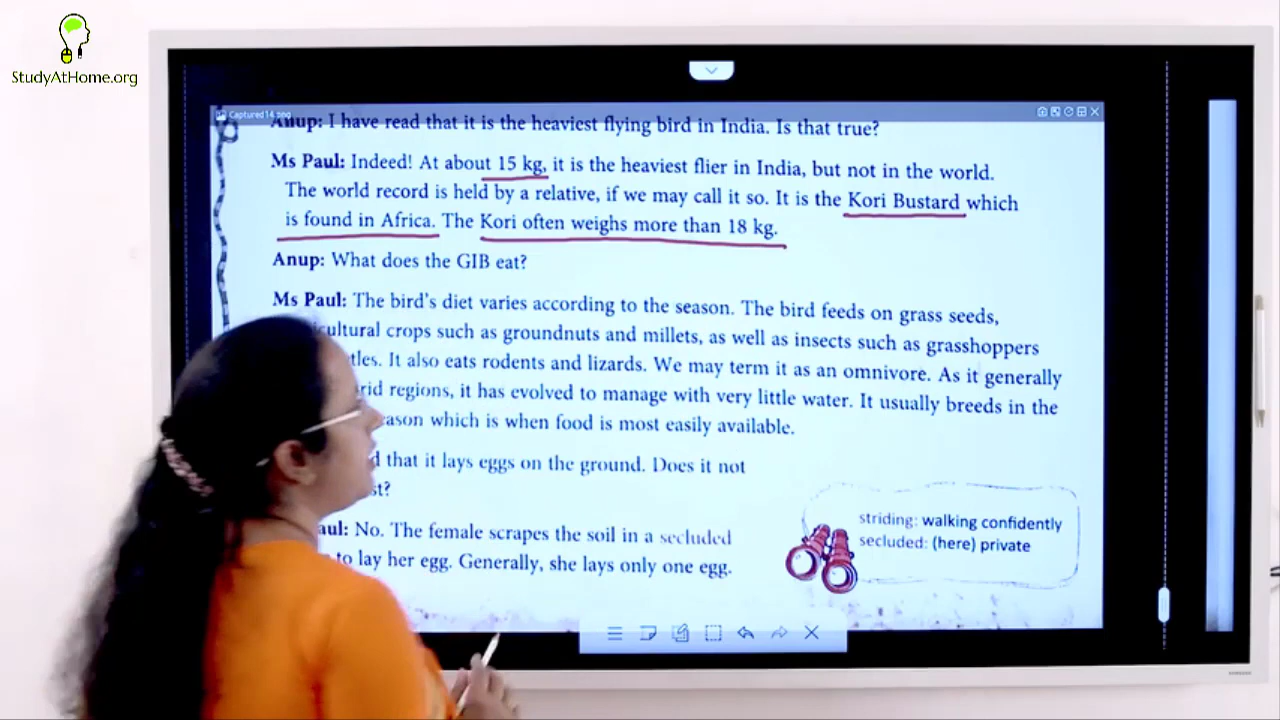 StudyAtHome.org
Captured14.png
Anup: I have read that it is the heaviest flying bird in India. Is that true?
Ms Paul: Indeed! At about 15 kg, it is the heaviest flier in India, but not in the world.
The world record is held by a relative, if we may call it so. It is the Kori Bustard which
is found in Africa. The Kori often weighs more than 18 kg.
Anup: What does the GIB eat?
Ms Paul: The bird's diet varies according to the season. The bird feeds on grass seeds,
icultural crops such as groundnuts and millets, as well as insects such as grasshoppers
tles. It also eats rodents and lizards. We may term it as an omnivore. As it generally
rid regions, it has evolved to manage with very little water. It usually breeds in the
eason which is when food is most easily available.
d that it lays eggs on the ground. Does it not
st?
aul: No. The female scrapes the soil in a secluded
to lay her egg. Generally, she lays only one egg.
striding: walking confidently
secluded: (here) private